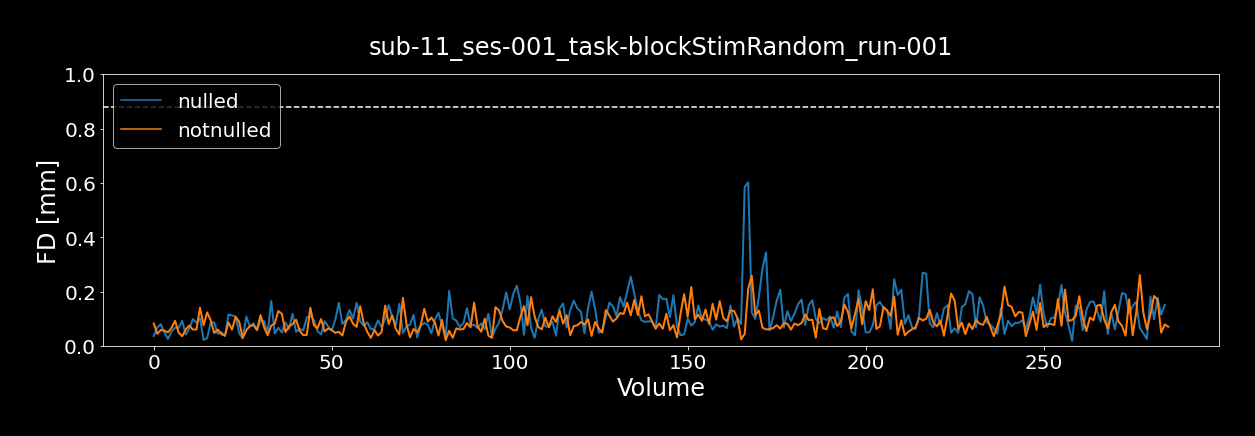 sub-11_ses-001_task-blockStimRandom_run-001
1.0
0.8
0.6
0.4
0.2
0.0
FD [mm]
nulled
notnulled
0 50 100 150 200 250
Volume